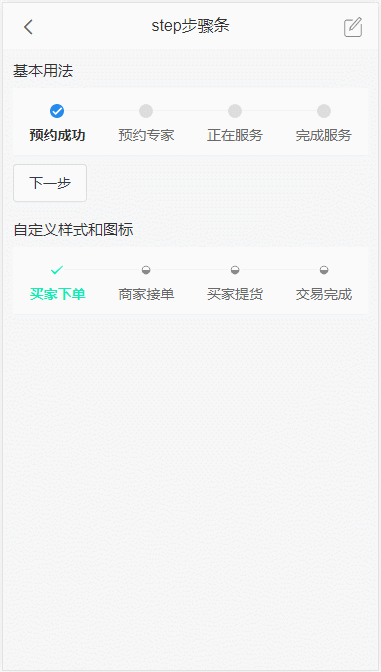 step步骤条
基本用法
预约成功 预约专家 正在服务 完成服务
下一步
自定义样式和图标
买家下单 商家接单 买家提货 交易完成